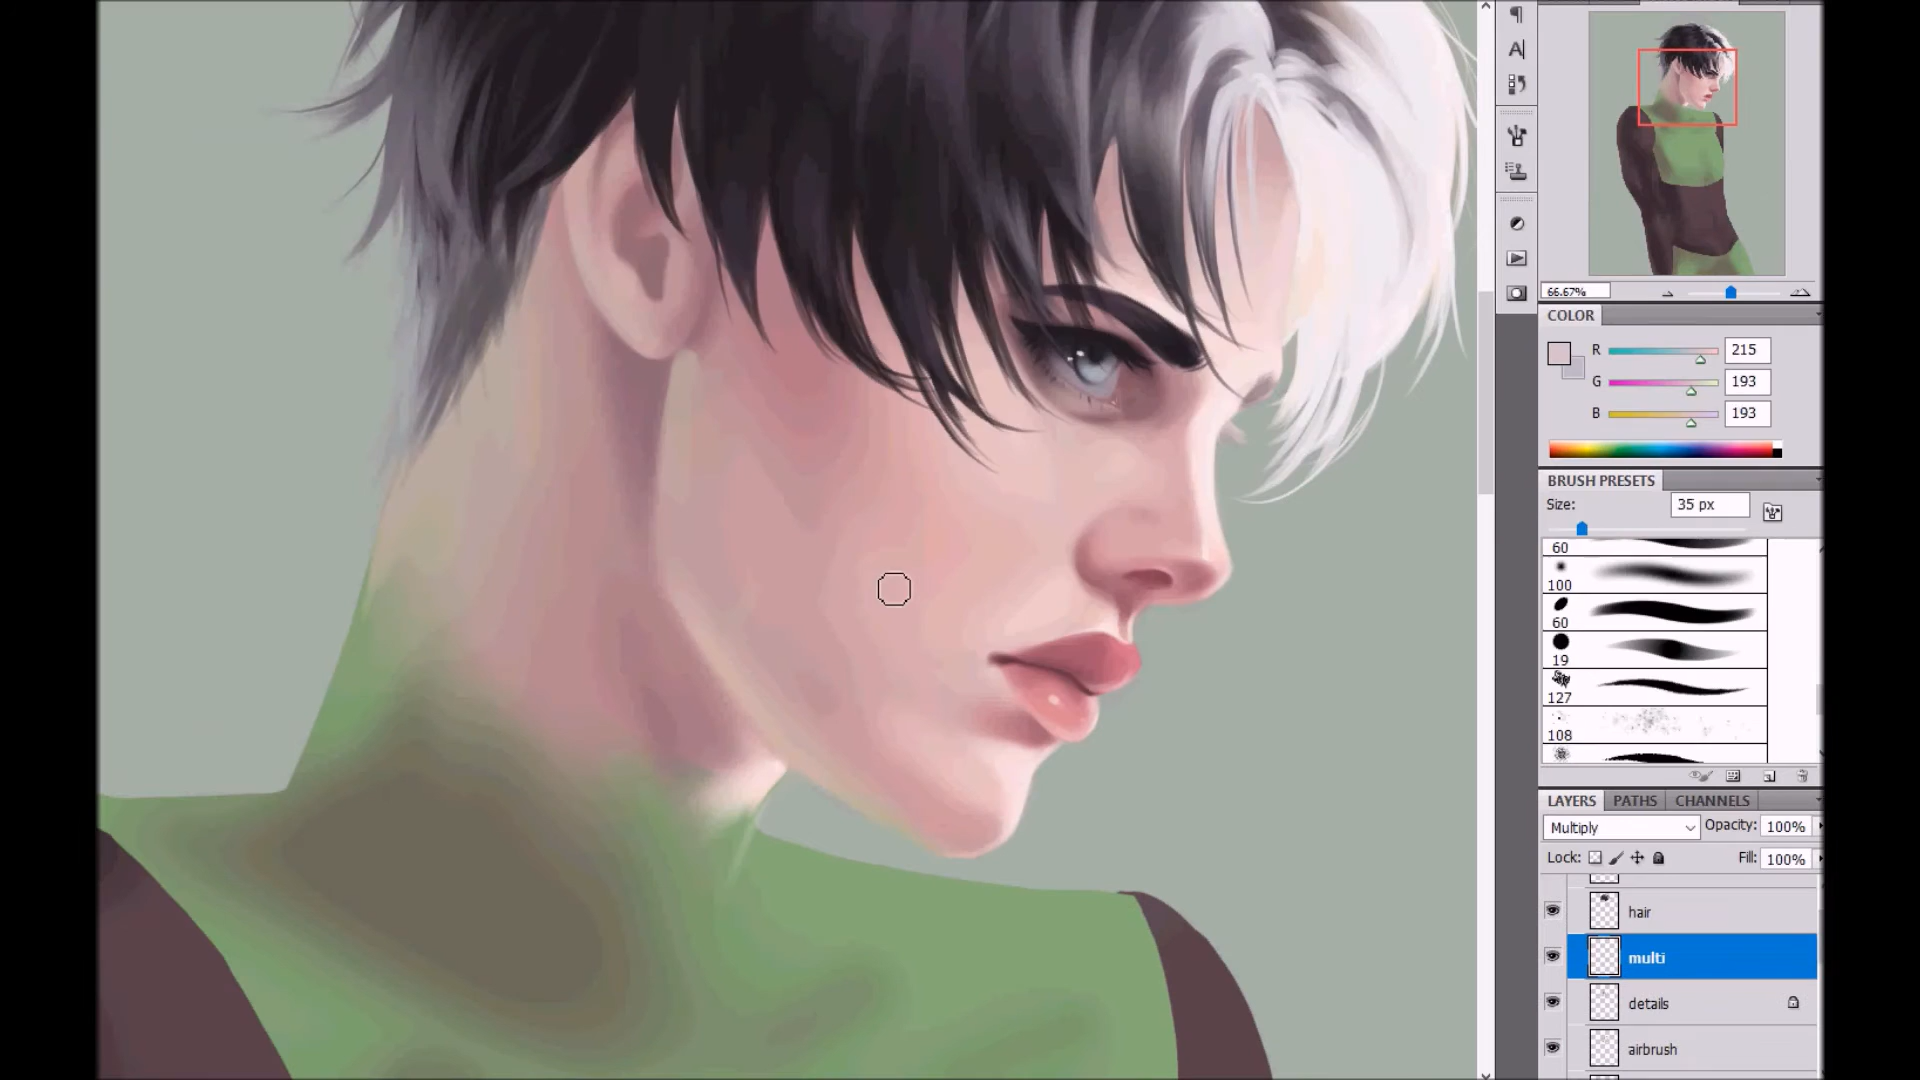 A
66.67%
COLOR
R 215
G 193
B 193
BRUSH PRESETS
Size: 35 px
60
100
60
19
127
108
LAYERS PATHS CHANNELS
Multiply Opacity: 100%
Lock: Fill: 100%
hair
multi
details
airbrush